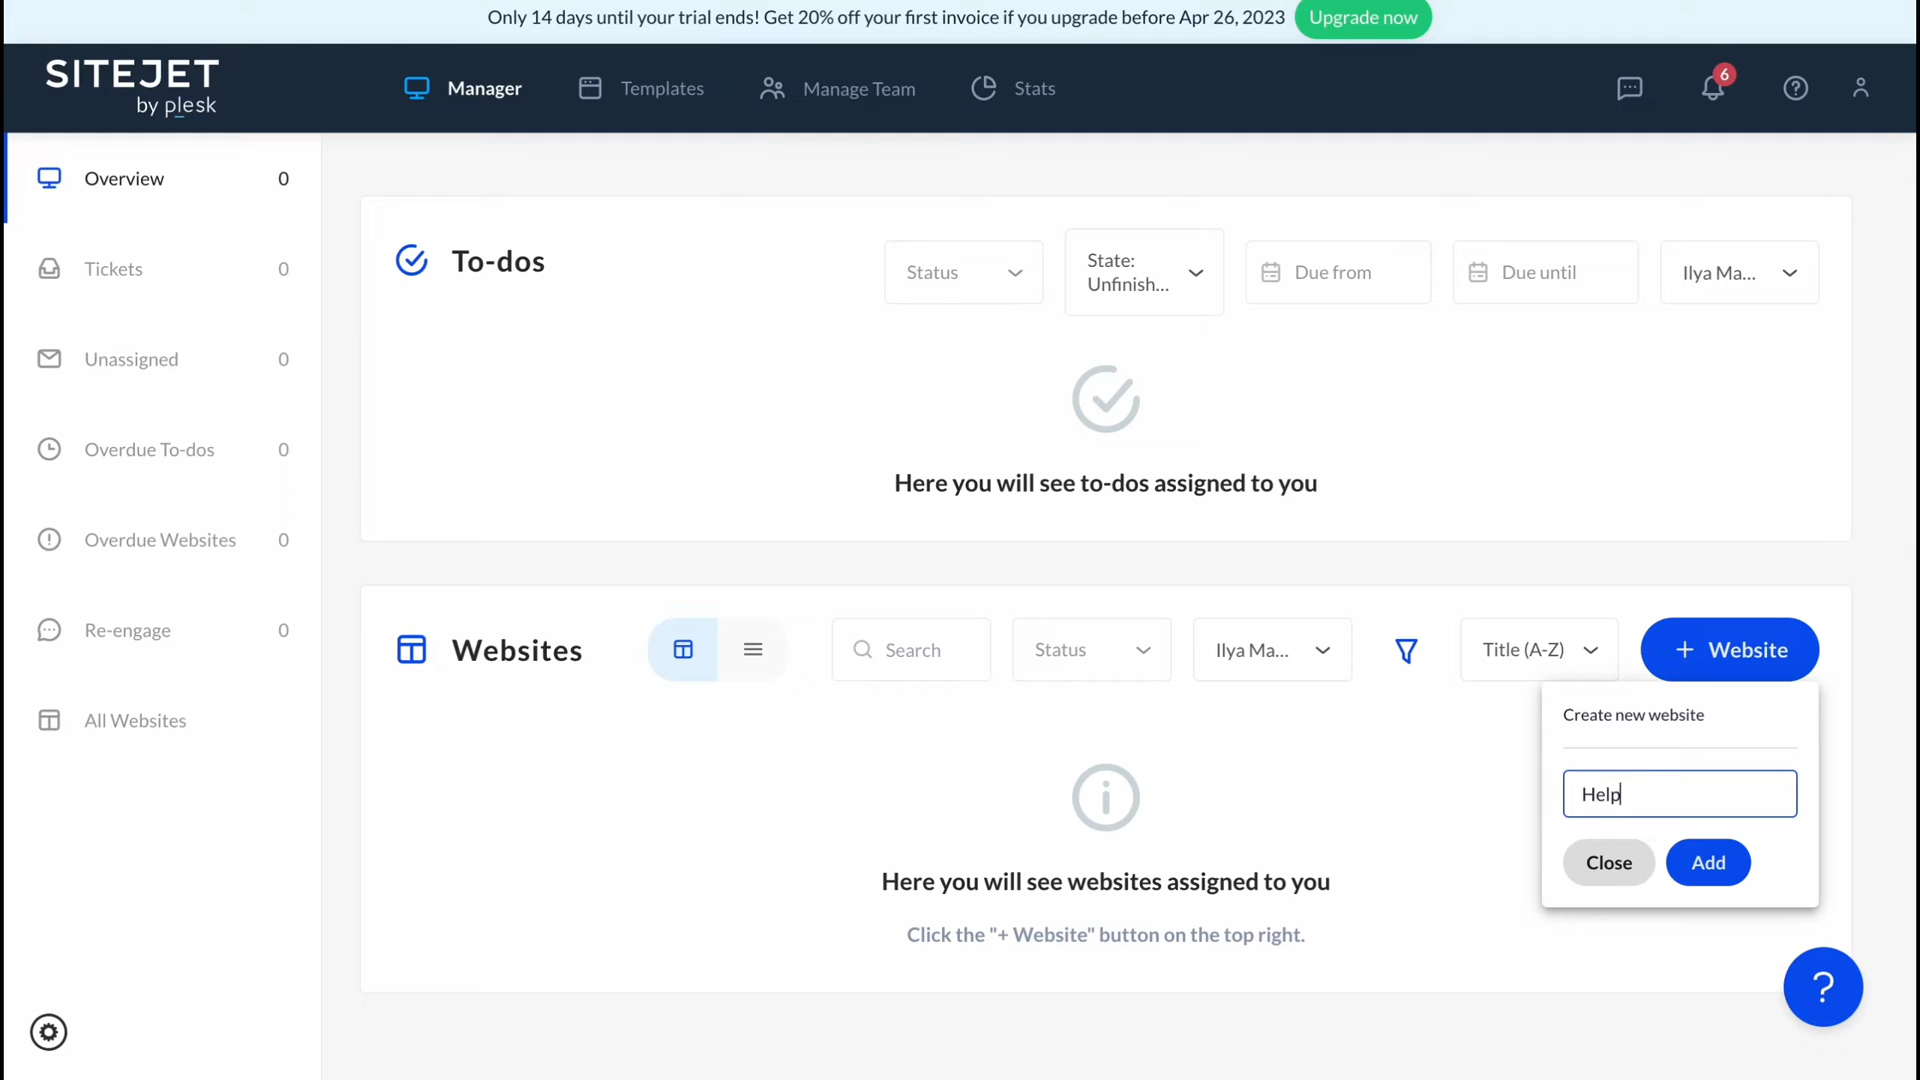 Only 14 days until your trial ends! Get 20% off your first invoice if you upgrade before Apr 26, 2023 Upgrade now
SITEJET
by plesk
Manager Templates Manage Team Stats
6
Overview 0
Tickets 0
Unassigned 0
Overdue To-dos 0
Overdue Websites 0
Re-engage 0
All Websites
To-dos
Status
State:
Unfinish...
Due from
Due until
Ilya Ma...
Here you will see to-dos assigned to you
Websites
Search
Status
Ilya Ma...
Title (A-Z)
+ Website
Create new website
Help
Close Add
Here you will see websites assigned to you
Click the "+ Website" button on the top right.
?